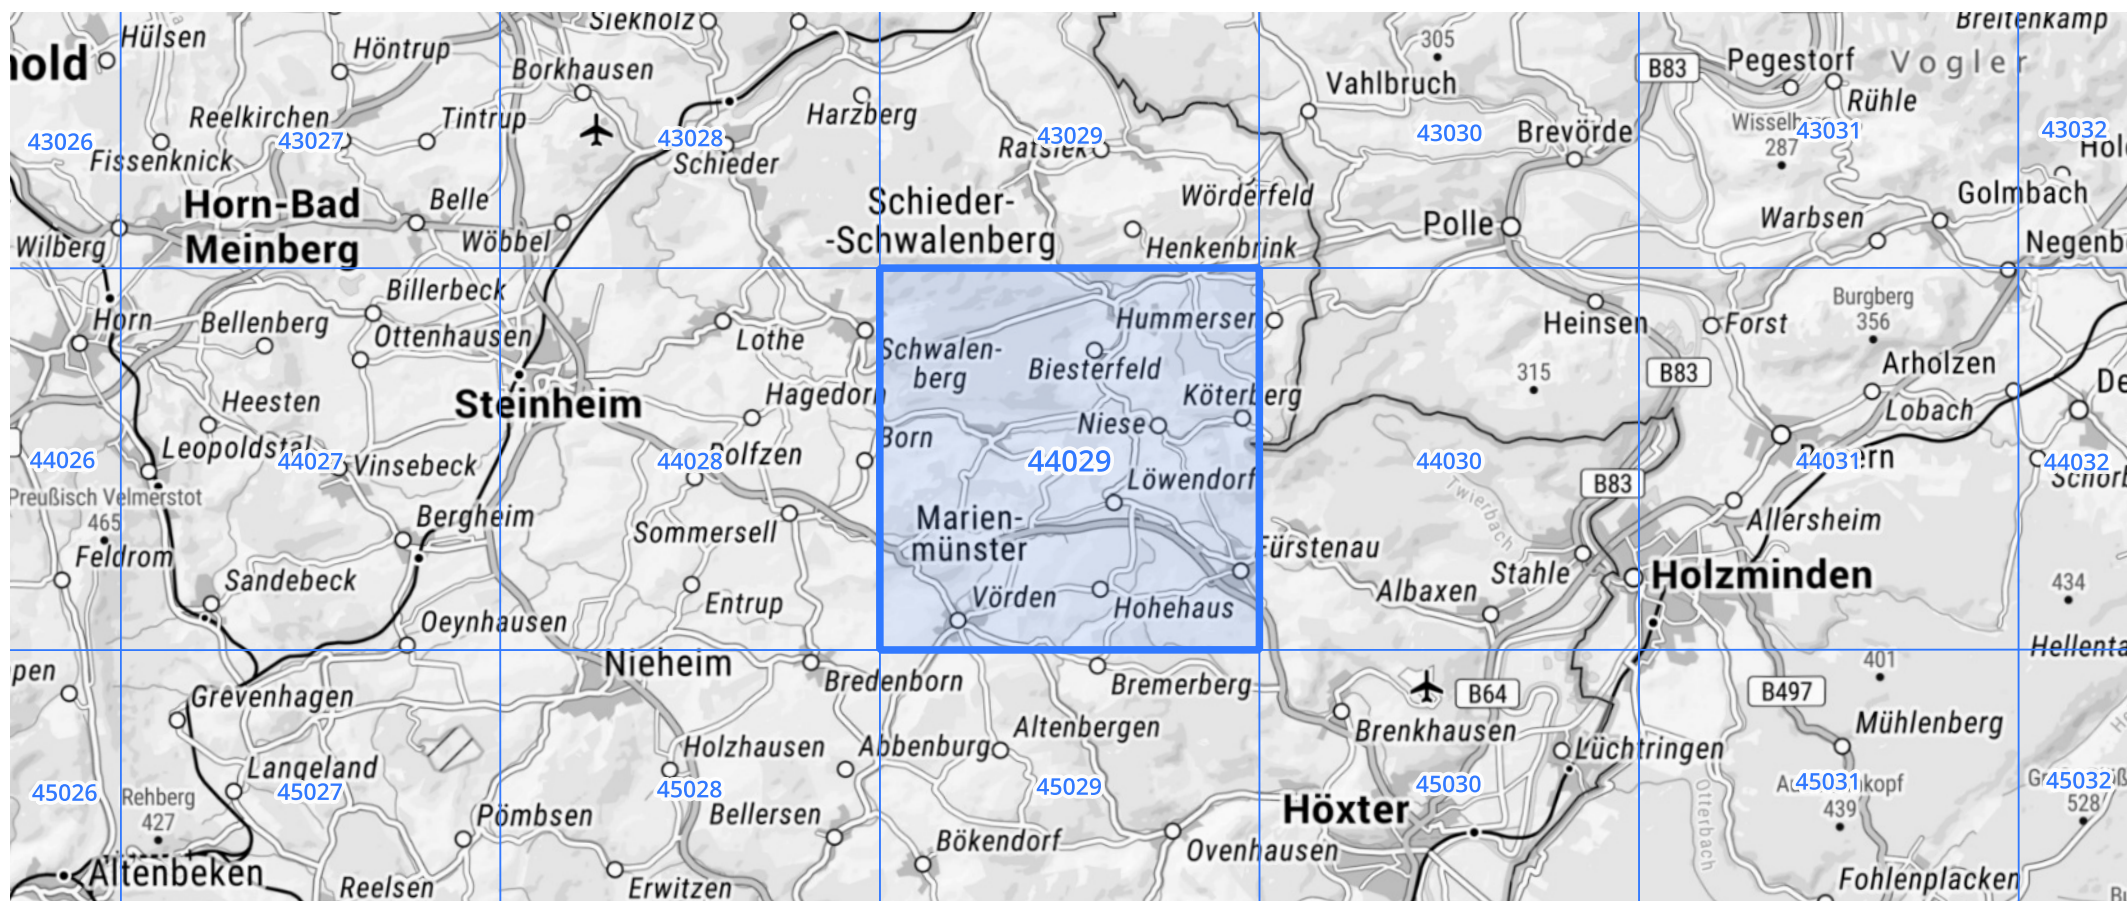 Siekholz
Breitenkamp
Hülsen
Höntrup
305
Pegestorf
Vogler
B83
Borkhausen
Vahlbruch
Rühle
Harzberg
Reelkirchen
Tintrup
Brevörde
43026
43027
43028
43029
43030
43031
43032
Fissenknick
Schieder
287
Horn-Bad
Meinberg
Belle
Schieder-
-Schwalenberg
Wörderfeld
Golmbach
Wilberg
Wöbbel
Henkenbrink
Polle
Warbsen
Billerbeck
Horn
Bellenberg
Ottenhausen
Lothe
Hummersen
Heinsen
Forst
Burgberg
356
Schwalen-
berg
Biesterfeld
315
B83
Arholzen
Steinheim
Hagedorn
Köterberg
Heesten
Born
Niese
Lobach
Leopoldstal
44026
44027
Vinsebeck
44028
44029
44030
44031
44032
Löwendorf
B83
Twierbach
Preußisch Velmerstot
465
Bergheim
Sommersell
Marien-
münster
Allersheim
Feldrom
Fürstenau
Stahle
Holzminden
Sandebeck
Entrup
Vörden
Hohehaus
Albaxen
434
Oeynhausen
Nieheim
Bredenborn
Bremerberg
B64
401
B497
Grevenhagen
Holzhausen
Abbenburg
Altenbergen
Brenkhausen
Lüchtringen
Mühlenberg
Langeland
45026
45027
45028
45029
45030
45031
45032
Rehberg
427
Pömbsen
Bellersen
Höxter
439
528
Otterbach
Bökendorf
Ovenhausen
Altenbeken
Reelsen
Erwitzen
Fohlenplacken